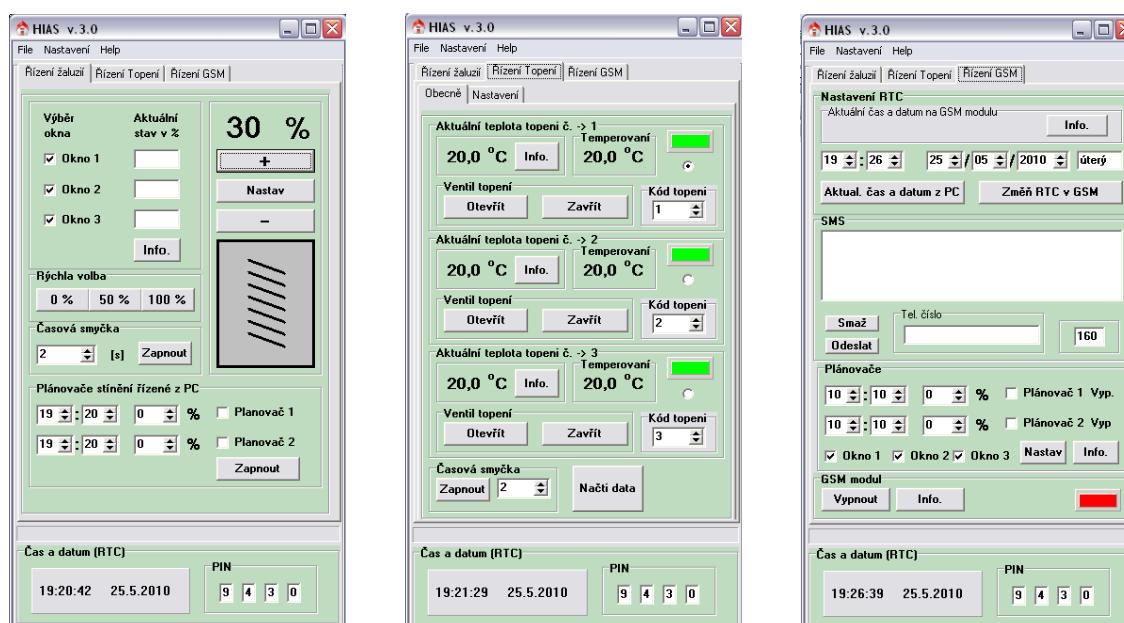 HIAS v.3.0
File Nastavení Help
Řízení žaluzií Řízení Topení Řízení GSM
Výběr okna Aktuální stav v %
30 %
Okno 1
+
Okno 2
Nastav
Okno 3
–
Info.
Rýchla volba
0 % 50 % 100 %
Časová smyčka
2 [s] Zapnout
Plánovače stínění řízené z PC
19 : 20 0 % Planovač 1
19 : 20 0 % Planovač 2
Zapnout
Čas a datum (RTC)
PIN
19:20:42 25.5.2010 9 4 3 0
HIAS v.3.0
File Nastavení Help
Řízení žaluzií Řízení Topení Řízení GSM
Obecně Nastavení
Aktuální teplota topeni č. -> 1
Temperovaní
20,0 °C Info. 20,0 °C
Ventil topení
Kód topeni
Otevřít Zavřít 1
Aktuální teplota topeni č. -> 2
Temperovaní
20,0 °C Info. 20,0 °C
Ventil topení
Kód topeni
Otevřít Zavřít 2
Aktuální teplota topeni č. -> 3
Temperovaní
20,0 °C Info. 20,0 °C
Ventil topení
Kód topeni
Otevřít Zavřít 3
Časová smyčka
Zapnout 2 Načti data
Čas a datum (RTC)
PIN
19:21:29 25.5.2010 9 4 3 0
HIAS v.3.0
File Nastavení Help
Řízení žaluzií Řízení Topení Řízení GSM
Nastavení RTC
Aktuální čas a datum na GSM modulu
Info.
19 : 26 25 / 05 / 2010 úterý
Aktual. čas a datum z PC Změň RTC v GSM
SMS
Smaž
Tel. číslo
160
Odeslat
Plánovače
10 : 10 0 % Plánovač 1 Vyp.
10 : 10 0 % Plánovač 2 Vyp
Okno 1 Okno 2 Okno 3 Nastav Info.
GSM modul
Vypnout Info.
Čas a datum (RTC)
PIN
19:26:39 25.5.2010 9 4 3 0